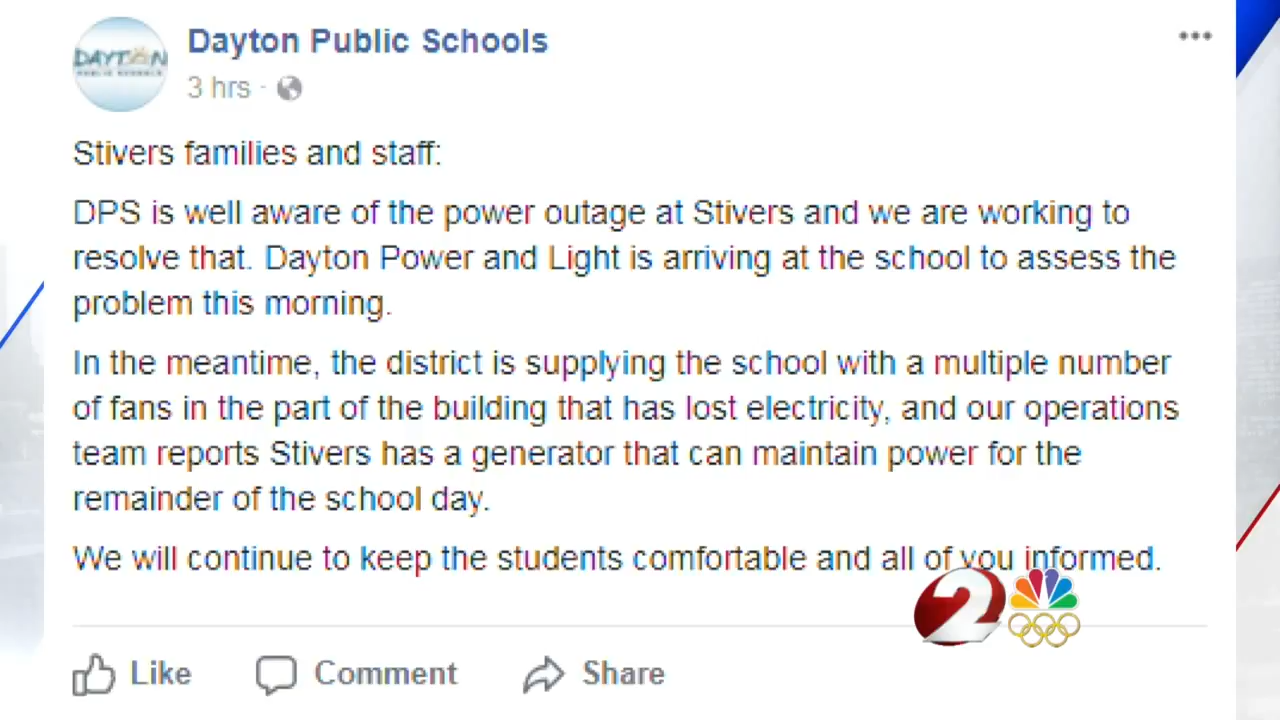 DAYTON
PUBLIC SCHOOLS
Dayton Public Schools
3 hrs ·
Stivers families and staff:
DPS is well aware of the power outage at Stivers and we are working to
resolve that. Dayton Power and Light is arriving at the school to assess the
problem this morning.
In the meantime, the district is supplying the school with a multiple number
of fans in the part of the building that has lost electricity, and our operations
team reports Stivers has a generator that can maintain power for the
remainder of the school day.
We will continue to keep the students comfortable and all of you informed.
2
Like Comment Share